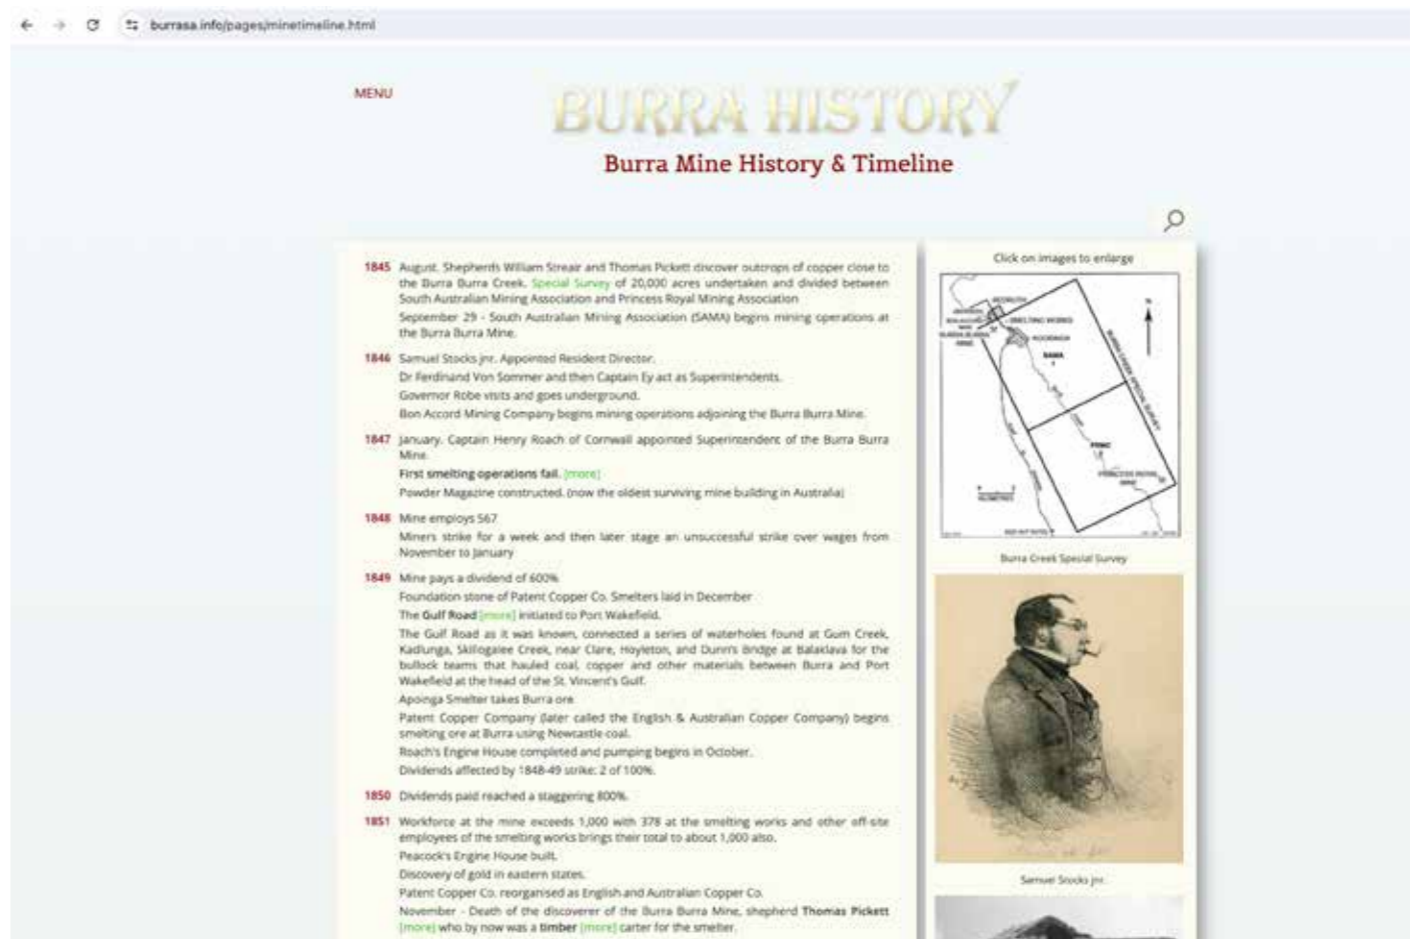 burrasa.info/pages/minetimeline.html
MENU
BURRA HISTORY
Burra Mine History & Timeline
1845 August. Shepherds William Streair and Thomas Pickett discover outcrops of copper close to
the Burra Burra Creek. Special Survey of 20,000 acres undertaken and divided between
South Australian Mining Association and Princess Royal Mining Association
September 29 - South Australian Mining Association (SAMA) begins mining operations at
the Burra Burra Mine.
1846 Samuel Stocks jnr. Appointed Resident Director.
Dr Ferdinand Von Sommer and then Captain Ey act as Superintendents.
Governor Robe visits and goes underground.
Bon Accord Mining Company begins mining operations adjoining the Burra Burra Mine.
1847 January. Captain Henry Roach of Cornwall appointed Superintendent of the Burra Burra
Mine.
First smelting operations fail. [more]
Powder Magazine constructed. (now the oldest surviving mine building in Australia)
1848 Mine employs 567
Miners strike for a week and then later stage an unsuccessful strike over wages from
November to January
1849 Mine pays a dividend of 600%
Foundation stone of Patent Copper Co. Smelters laid in December
The Gulf Road [more] initiated to Port Wakefield.
The Gulf Road as it was known, connected a series of waterholes found at Gum Creek,
Kadlunga, Skillogalee Creek, near Clare, Hoyleton, and Dunn's Bridge at Balaklava for the
bullock teams that hauled coal, copper and other materials between Burra and Port
Wakefield at the head of the St. Vincent's Gulf.
Apoinga Smelter takes Burra ore
Patent Copper Company (later called the English & Australian Copper Company) begins
smelting ore at Burra using Newcastle coal.
Roach's Engine House completed and pumping begins in October.
Dividends affected by 1848-49 strike: 2 of 100%.
1850 Dividends paid reached a staggering 800%.
1851 Workforce at the mine exceeds 1,000 with 378 at the smelting works and other off-site
employees of the smelting works brings their total to about 1,000 also.
Peacock's Engine House built.
Discovery of gold in eastern states.
Patent Copper Co. reorganised as English and Australian Copper Co.
November - Death of the discoverer of the Burra Burra Mine, shepherd Thomas Pickett
[more] who by now was a timber [more] carter for the smelter.
Click on images to enlarge
N
REDRUTH
SMELTING WORKS
KOORINGA
SAMA
BURRA CREEK SPECIAL SURVEY
PRMC
PRINCESS ROYAL
MINE
KILOMETRES
Burra Creek Special Survey
Samuel Stocks jnr.